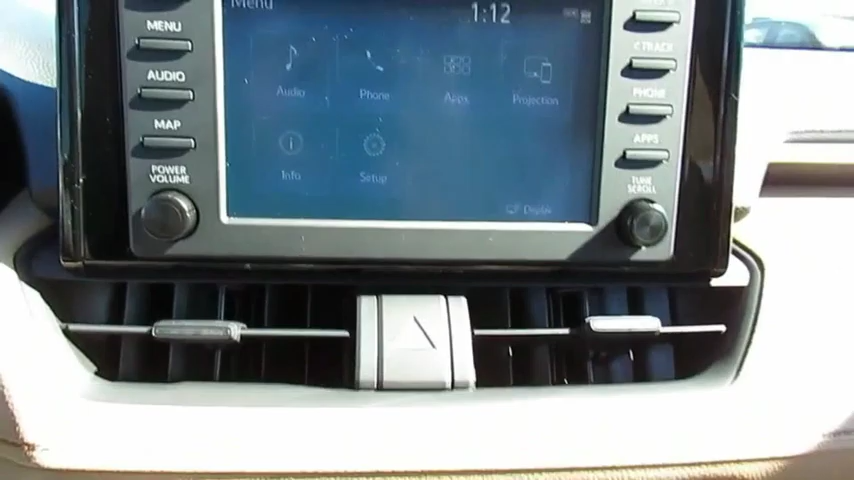 MENU
AUDIO
MAP
POWER
VOLUME
Menu
1:12
Audio
Phone
Apps
Projection
Info
Setup
Display
TRACK
PHONE
APPS
TUNE
SCROLL